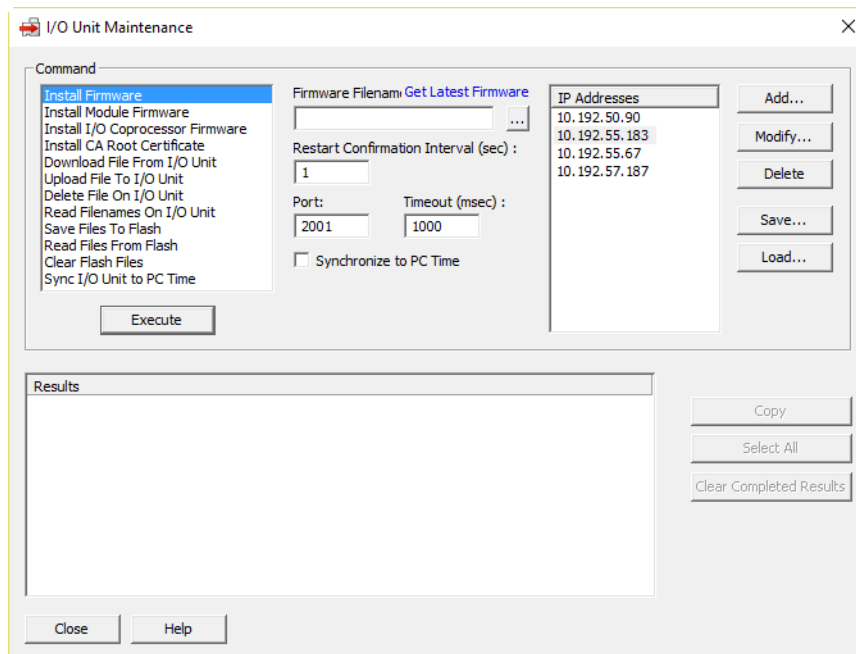 I/O Unit Maintenance
Command
Install Firmware
Install Module Firmware
Install I/O Coprocessor Firmware
Install CA Root Certificate
Download File From I/O Unit
Upload File To I/O Unit
Delete File On I/O Unit
Read Filenames On I/O Unit
Save Files To Flash
Read Files From Flash
Clear Flash Files
Sync I/O Unit to PC Time
Execute
Firmware Filenam Get Latest Firmware
...
Restart Confirmation Interval (sec) :
1
Port: Timeout (msec) :
2001 1000
Synchronize to PC Time
IP Addresses
10.192.50.90
10.192.55.183
10.192.55.67
10.192.57.187
Add...
Modify...
Delete
Save...
Load...
Results
Copy
Select All
Clear Completed Results
Close Help